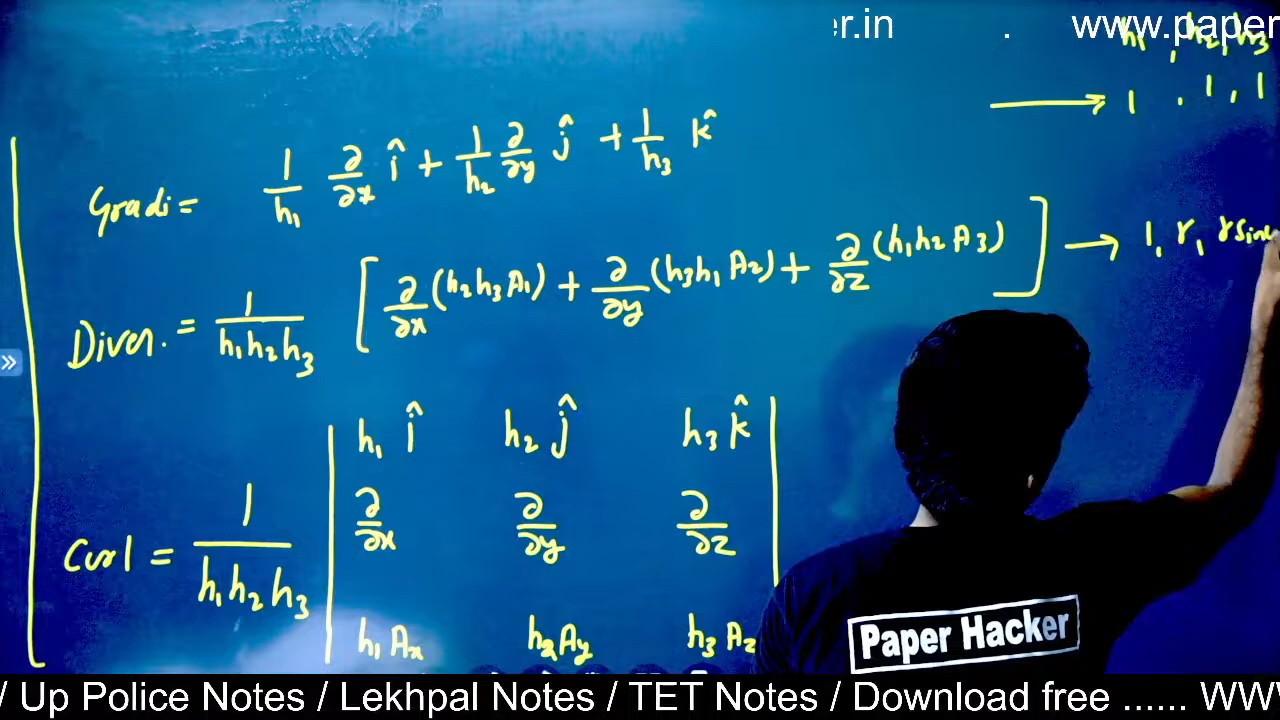 er.in . www.paper
h₁, h₂, h₃
→ 1, 1, 1
Gradi = 1/h₁ ∂/∂x î + 1/h₂ ∂/∂y ĵ + 1/h₃ k̂
Diver. = 1/h₁h₂h₃ [∂/∂x (h₂h₃A₁) + ∂/∂y (h₃h₁A₂) + ∂/∂z (h₁h₂A₃)] → 1, r, r sin
h₁ î h₂ ĵ h₃ k̂
Curl = 1/h₁h₂h₃ ∂/∂x ∂/∂y ∂/∂z
h₁Ax h₂Ay h₃Az
Paper Hacker
/ Up Police Notes / Lekhpal Notes / TET Notes / Download free ...... WWW